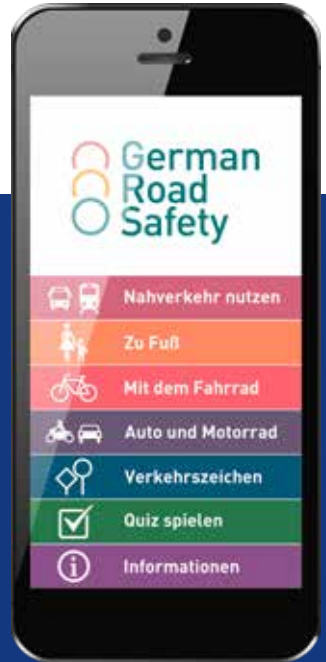 German
Road
Safety
Nahverkehr nutzen
Zu Fuß
Mit dem Fahrrad
Auto und Motorrad
Verkehrszeichen
Quiz spielen
Informationen